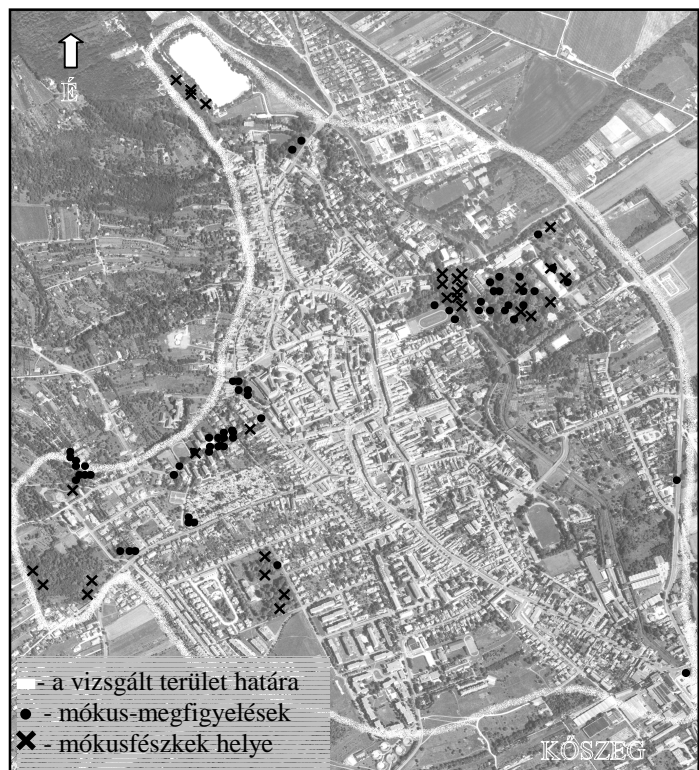 É
- a vizsgált terület határa
- mókus-megfigyelések
- mókusfészkek helye
KŐSZEG